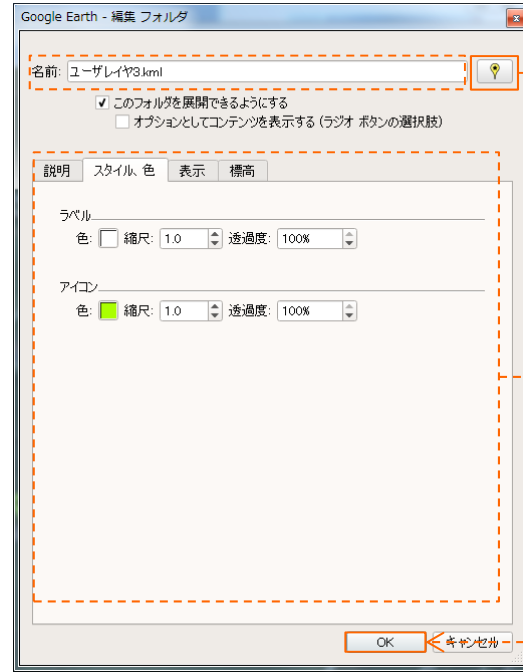 Google Earth - 編集 フォルダ
名前: ユーザレイヤ3.kml
このフォルダを展開できるようにする
オプションとしてコンテンツを表示する (ラジオ ボタンの選択肢)
説明 スタイル、色 表示 標高
ラベル
色: 縮尺: 1.0 透過度: 100%
アイコン
色: 縮尺: 1.0 透過度: 100%
OK キャンセル